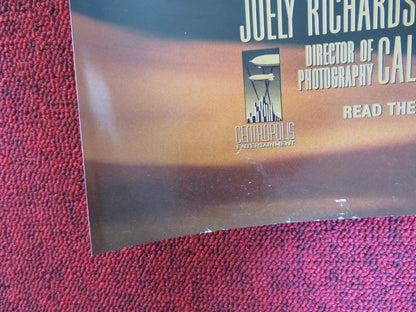 JOELY RICHARDS
DIRECTOR OF
PHOTOGRAPHY CAL
READ THE
CENTROPOLIS
ENTERTAINMENT